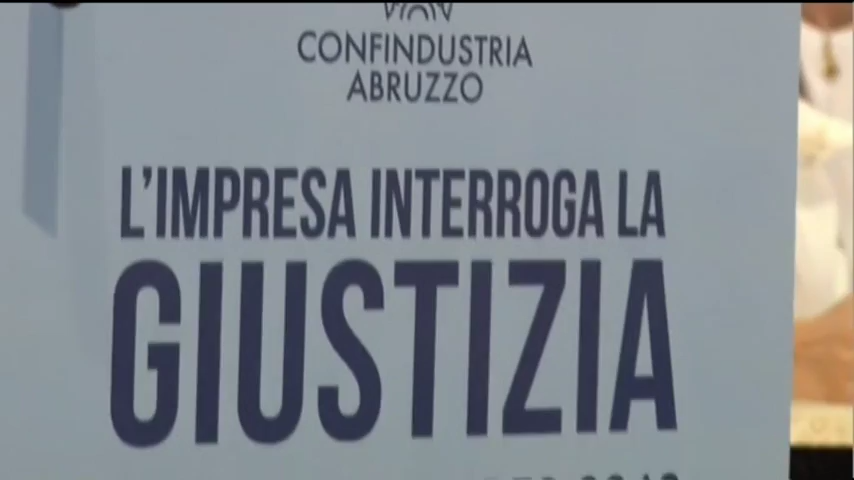 CONFINDUSTRIA
ABRUZZO
L'IMPRESA INTERROGA LA
GIUSTIZIA